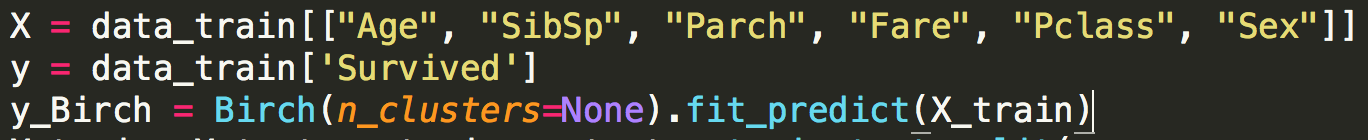 X = data_train[["Age", "SibSp", "Parch", "Fare", "Pclass", "Sex"]]
y = data_train['Survived']
y_Birch = Birch(n_clusters=None).fit_predict(X_train)